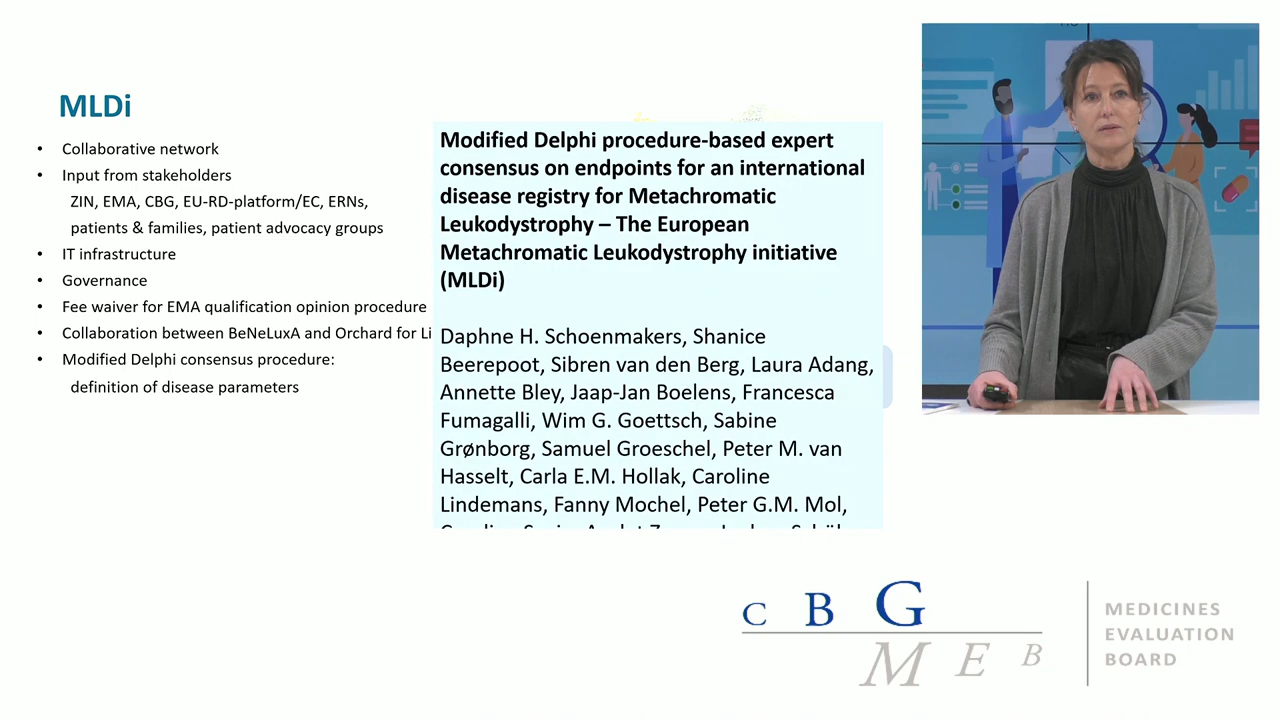 MLDi
• Collaborative network
• Input from stakeholders
ZIN, EMA, CBG, EU-RD-platform/EC, ERNs,
patients & families, patient advocacy groups
• IT infrastructure
• Governance
• Fee waiver for EMA qualification opinion procedure
• Collaboration between BeNeLuxA and Orchard for Li
• Modified Delphi consensus procedure:
definition of disease parameters
Modified Delphi procedure-based expert
consensus on endpoints for an international
disease registry for Metachromatic
Leukodystrophy – The European
Metachromatic Leukodystrophy initiative
(MLDi)
Daphne H. Schoenmakers, Shanice
Beerepoot, Sibren van den Berg, Laura Adang,
Annette Bley, Jaap-Jan Boelens, Francesca
Fumagalli, Wim G. Goettsch, Sabine
Grønborg, Samuel Groeschel, Peter M. van
Hasselt, Carla E.M. Hollak, Caroline
Lindemans, Fanny Mochel, Peter G.M. Mol,
C B G
M E B
MEDICINES
EVALUATION
BOARD